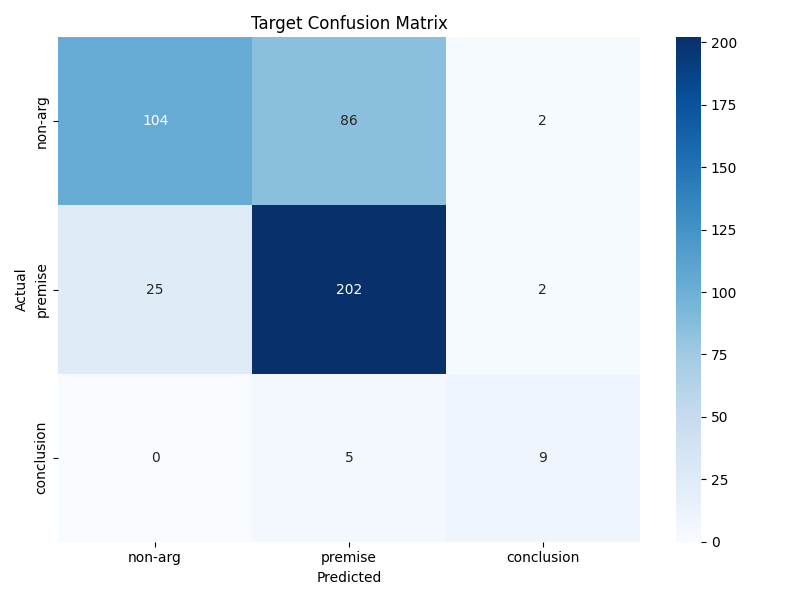 Target Confusion Matrix
Actual
non-arg
104 86 2
premise
25 202 2
conclusion
0 5 9
non-arg premise conclusion
Predicted
200
175
150
125
100
75
50
25
0